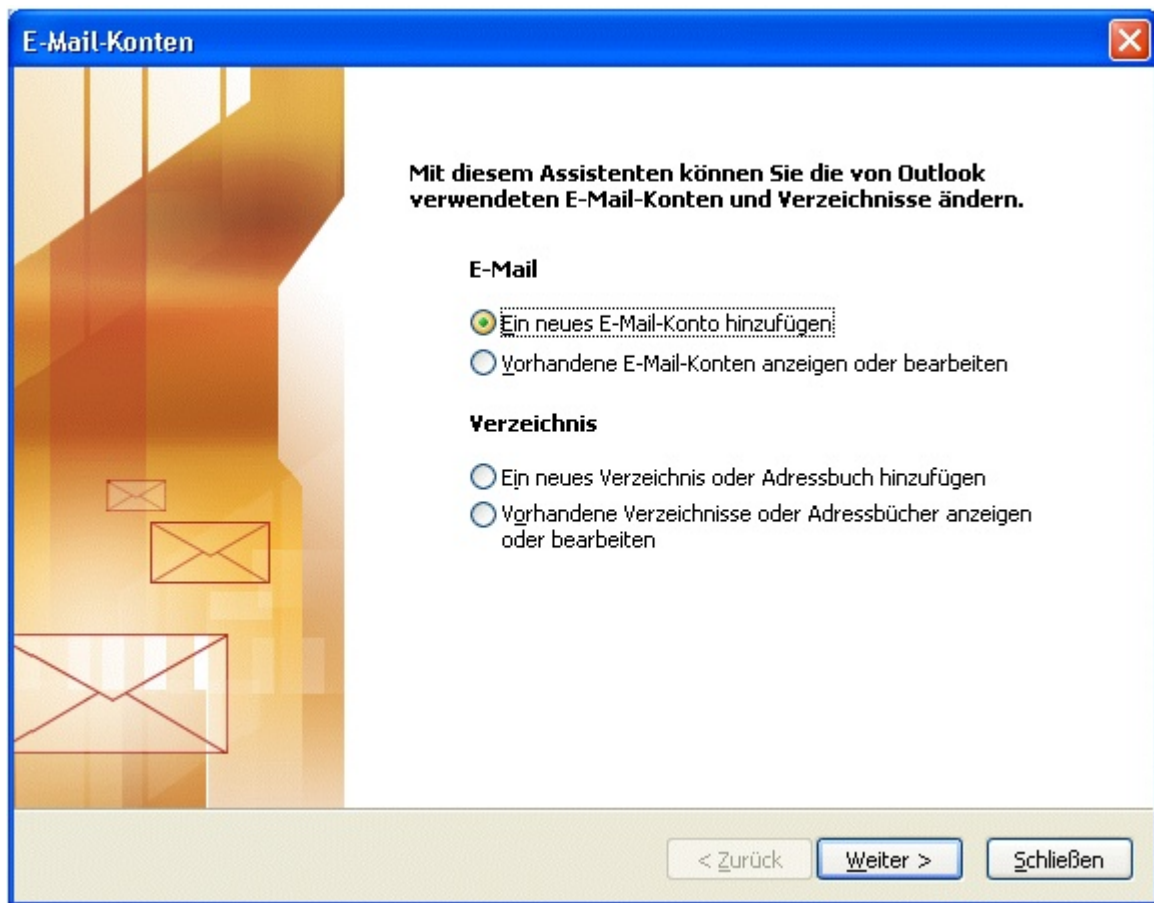 E-Mail-Konten
Mit diesem Assistenten können Sie die von Outlook
verwendeten E-Mail-Konten und Verzeichnisse ändern.
E-Mail
Ein neues E-Mail-Konto hinzufügen
Vorhandene E-Mail-Konten anzeigen oder bearbeiten
Verzeichnis
Ein neues Verzeichnis oder Adressbuch hinzufügen
Vorhandene Verzeichnisse oder Adressbücher anzeigen
oder bearbeiten
< Zurück Weiter > Schließen